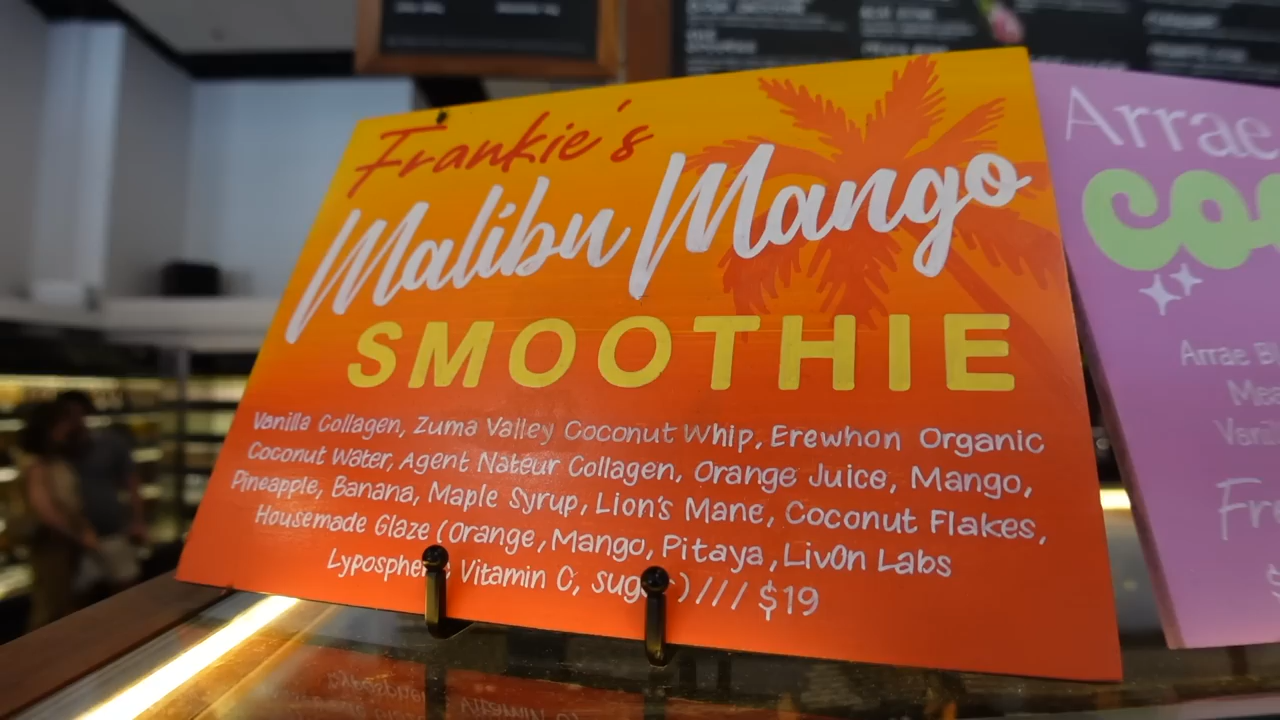 Frankie's
Malibu Mango
SMOOTHIE
Vanilla Collagen, Zuma Valley Coconut Whip, Erewhon Organic
Coconut Water, Agent Nateur Collagen, Orange Juice, Mango,
Pineapple, Banana, Maple Syrup, Lion's Mane, Coconut Flakes,
Housemade Glaze (Orange, Mango, Pitaya, LivOn Labs
Lypospher, Vitamin C, sug ) /// $19
Arrae